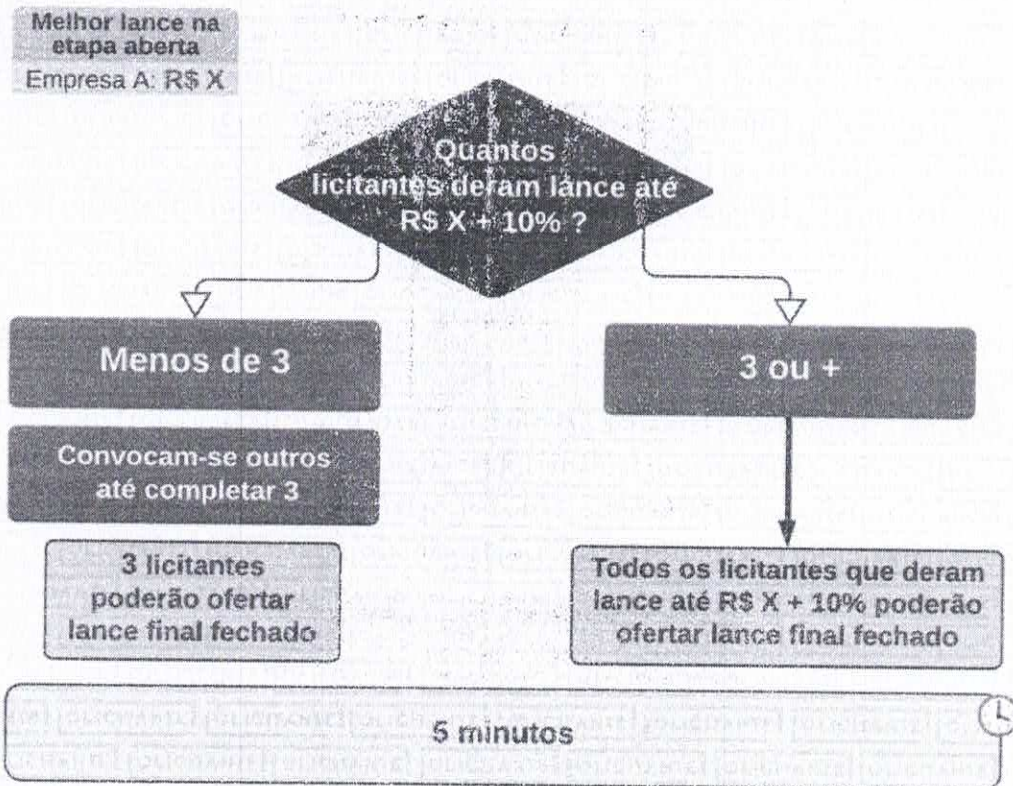 Melhor lance na
etapa aberta
Empresa A: R$ X
Quantos
licitantes deram lance até
R$ X + 10% ?
Menos de 3
3 ou +
Convocam-se outros
até completar 3
3 licitantes
poderão ofertar
lance final fechado
Todos os licitantes que deram
lance até R$ X + 10% poderão
ofertar lance final fechado
5 minutos